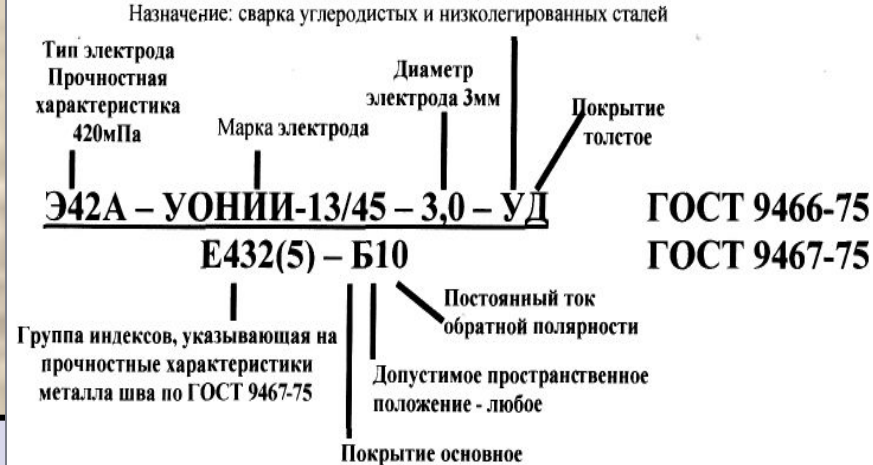 Назначение: сварка углеродистых и низколегированных сталей
Тип электрода
Прочностная
характеристика
420мПа
Марка электрода
Диаметр
электрода 3мм
Покрытие
толстое
Э42А – УОНИИ-13/45 – 3,0 – УД
ГОСТ 9466-75
Е432(5) – Б10
ГОСТ 9467-75
Группа индексов, указывающая на
прочностные характеристики
металла шва по ГОСТ 9467-75
Постоянный ток
обратной полярности
Допустимое пространственное
положение - любое
Покрытие основное